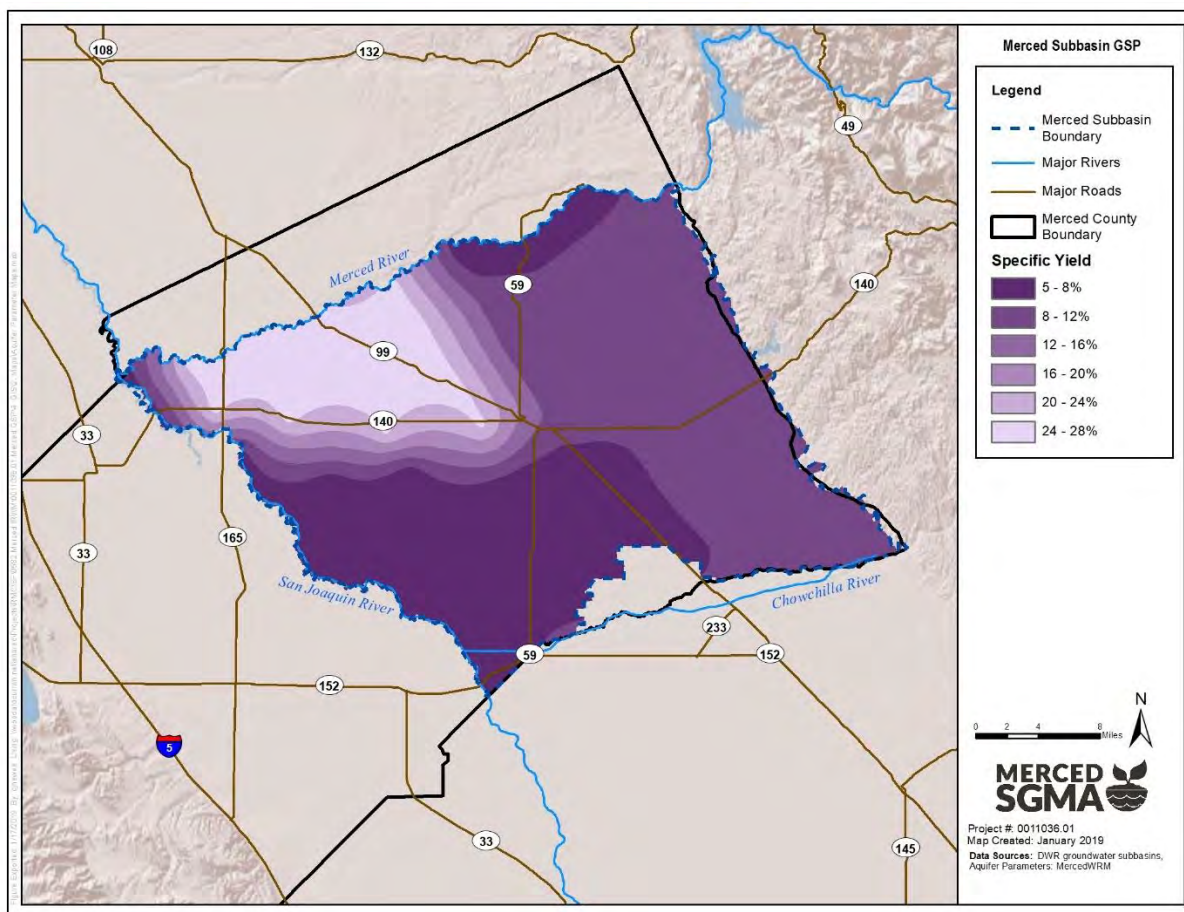 108
132
49
Merced River
59
140
99
140
33
33
165
San Joaquin River
Chowchilla River
233
59
152
152
5
33
145
Merced Subbasin GSP
Legend
Merced Subbasin
Boundary
Major Rivers
Major Roads
Merced County
Boundary
Specific Yield
5 - 8%
8 - 12%
12 - 16%
16 - 20%
20 - 24%
24 - 28%
N
0 2 4 8
Miles
MERCED
SGMA
Project #: 0011036.01
Map Created: January 2019
Data Sources: DWR groundwater subbasins,
Aquifer Parameters: MercedWRM